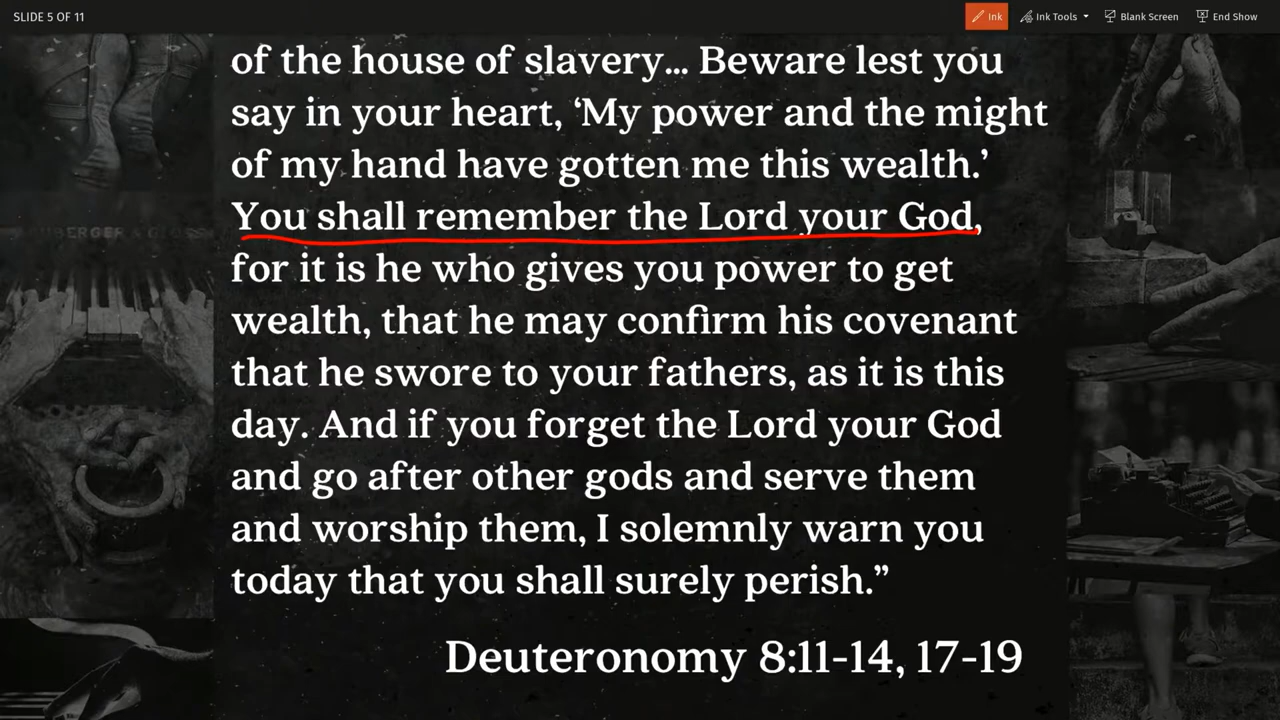 SLIDE 5 OF 11
Ink
Ink Tools
Blank Screen
End Show
of the house of slavery... Beware lest you
say in your heart, ‘My power and the might
of my hand have gotten me this wealth.’
You shall remember the Lord your God,
for it is he who gives you power to get
wealth, that he may confirm his covenant
that he swore to your fathers, as it is this
day. And if you forget the Lord your God
and go after other gods and serve them
and worship them, I solemnly warn you
today that you shall surely perish.”
Deuteronomy 8:11-14, 17-19